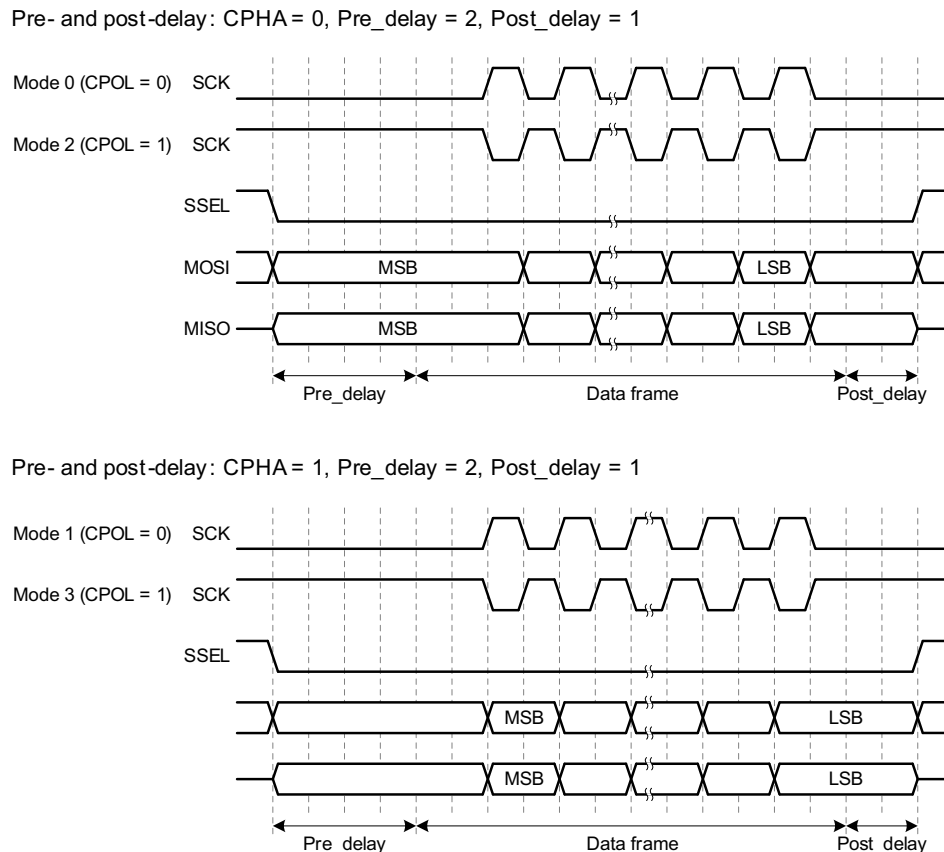 Pre- and post-delay: CPHA = 0, Pre_delay = 2, Post_delay = 1
Mode 0 (CPOL = 0) SCK
Mode 2 (CPOL = 1) SCK
SSEL
MOSI MSB LSB
MISO MSB LSB
Pre_delay Data frame Post_delay
Pre- and post-delay: CPHA = 1, Pre_delay = 2, Post_delay = 1
Mode 1 (CPOL = 0) SCK
Mode 3 (CPOL = 1) SCK
SSEL
MSB LSB
MSB LSB
Pre_delay Data frame Post_delay